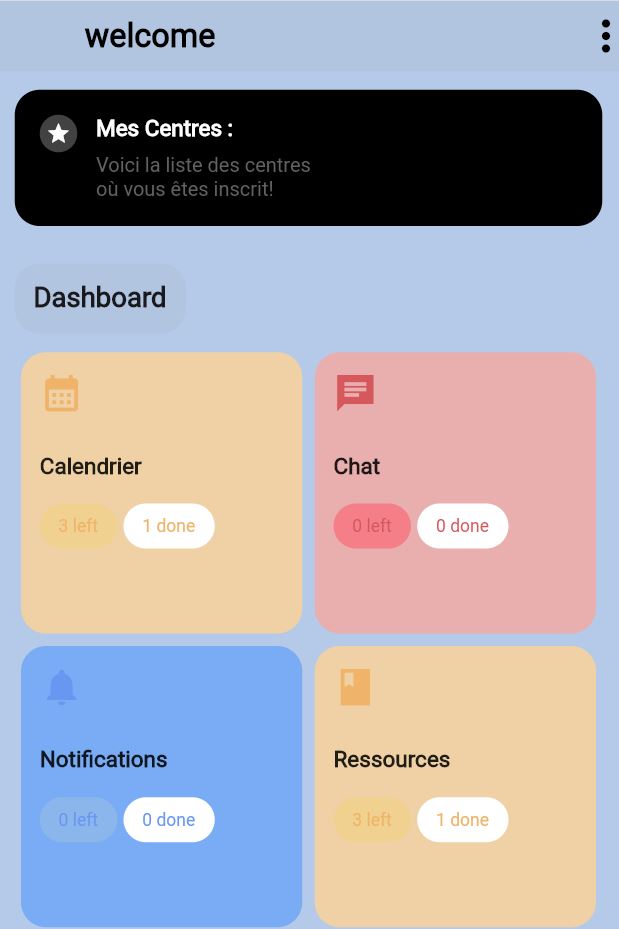 welcome
Mes Centres :
Voici la liste des centres
où vous êtes inscrit!
Dashboard
Calendrier
3 left
1 done
Chat
0 left
0 done
Notifications
0 left
0 done
Ressources
3 left
1 done